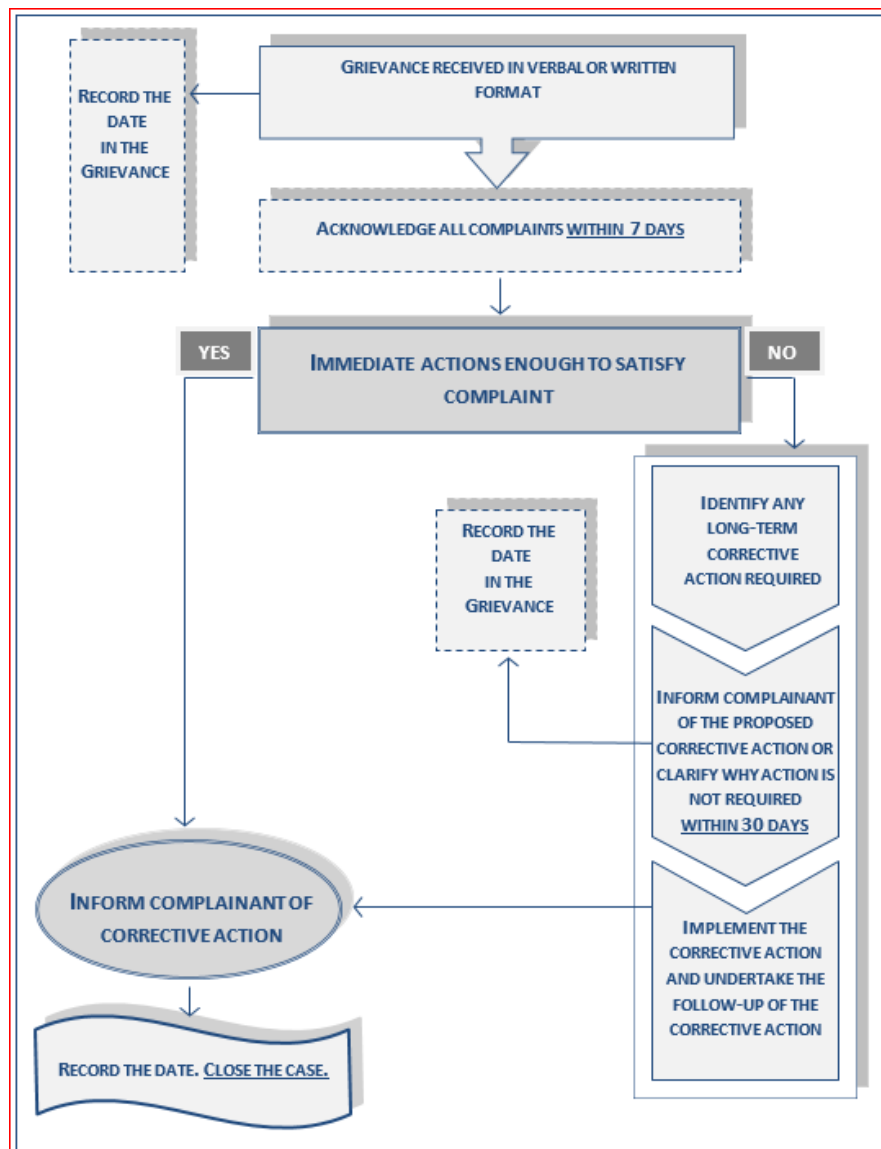 GRIEVANCE RECEIVED IN VERBAL OR WRITTEN
FORMAT
RECORD THE
DATE
IN THE
GRIEVANCE
ACKNOWLEDGE ALL COMPLAINTS WITHIN 7 DAYS
YES
IMMEDIATE ACTIONS ENOUGH TO SATISFY
COMPLAINT
NO
IDENTIFY ANY
LONG-TERM
CORRECTIVE
ACTION REQUIRED
RECORD THE
DATE
IN THE
GRIEVANCE
INFORM COMPLAINANT
OF THE PROPOSED
CORRECTIVE ACTION OR
CLARIFY WHY ACTION IS
NOT REQUIRED
WITHIN 30 DAYS
IMPLEMENT THE
CORRECTIVE ACTION
AND UNDERTAKE THE
FOLLOW-UP OF THE
CORRECTIVE ACTION
INFORM COMPLAINANT OF
CORRECTIVE ACTION
RECORD THE DATE. CLOSE THE CASE.